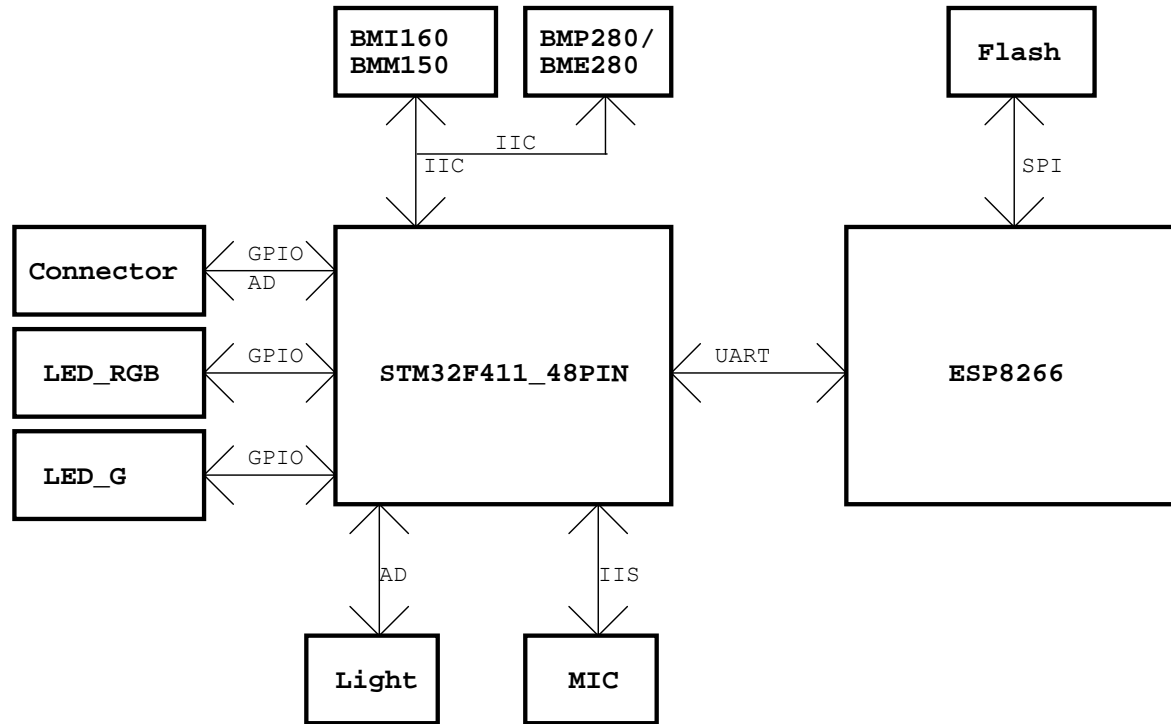 BMI160
BMM150
BMP280/
BME280
Flash
IIC
IIC
SPI
Connector
GPIO
AD
LED_RGB
GPIO
STM32F411_48PIN
UART
ESP8266
LED_G
GPIO
AD
IIS
Light
MIC